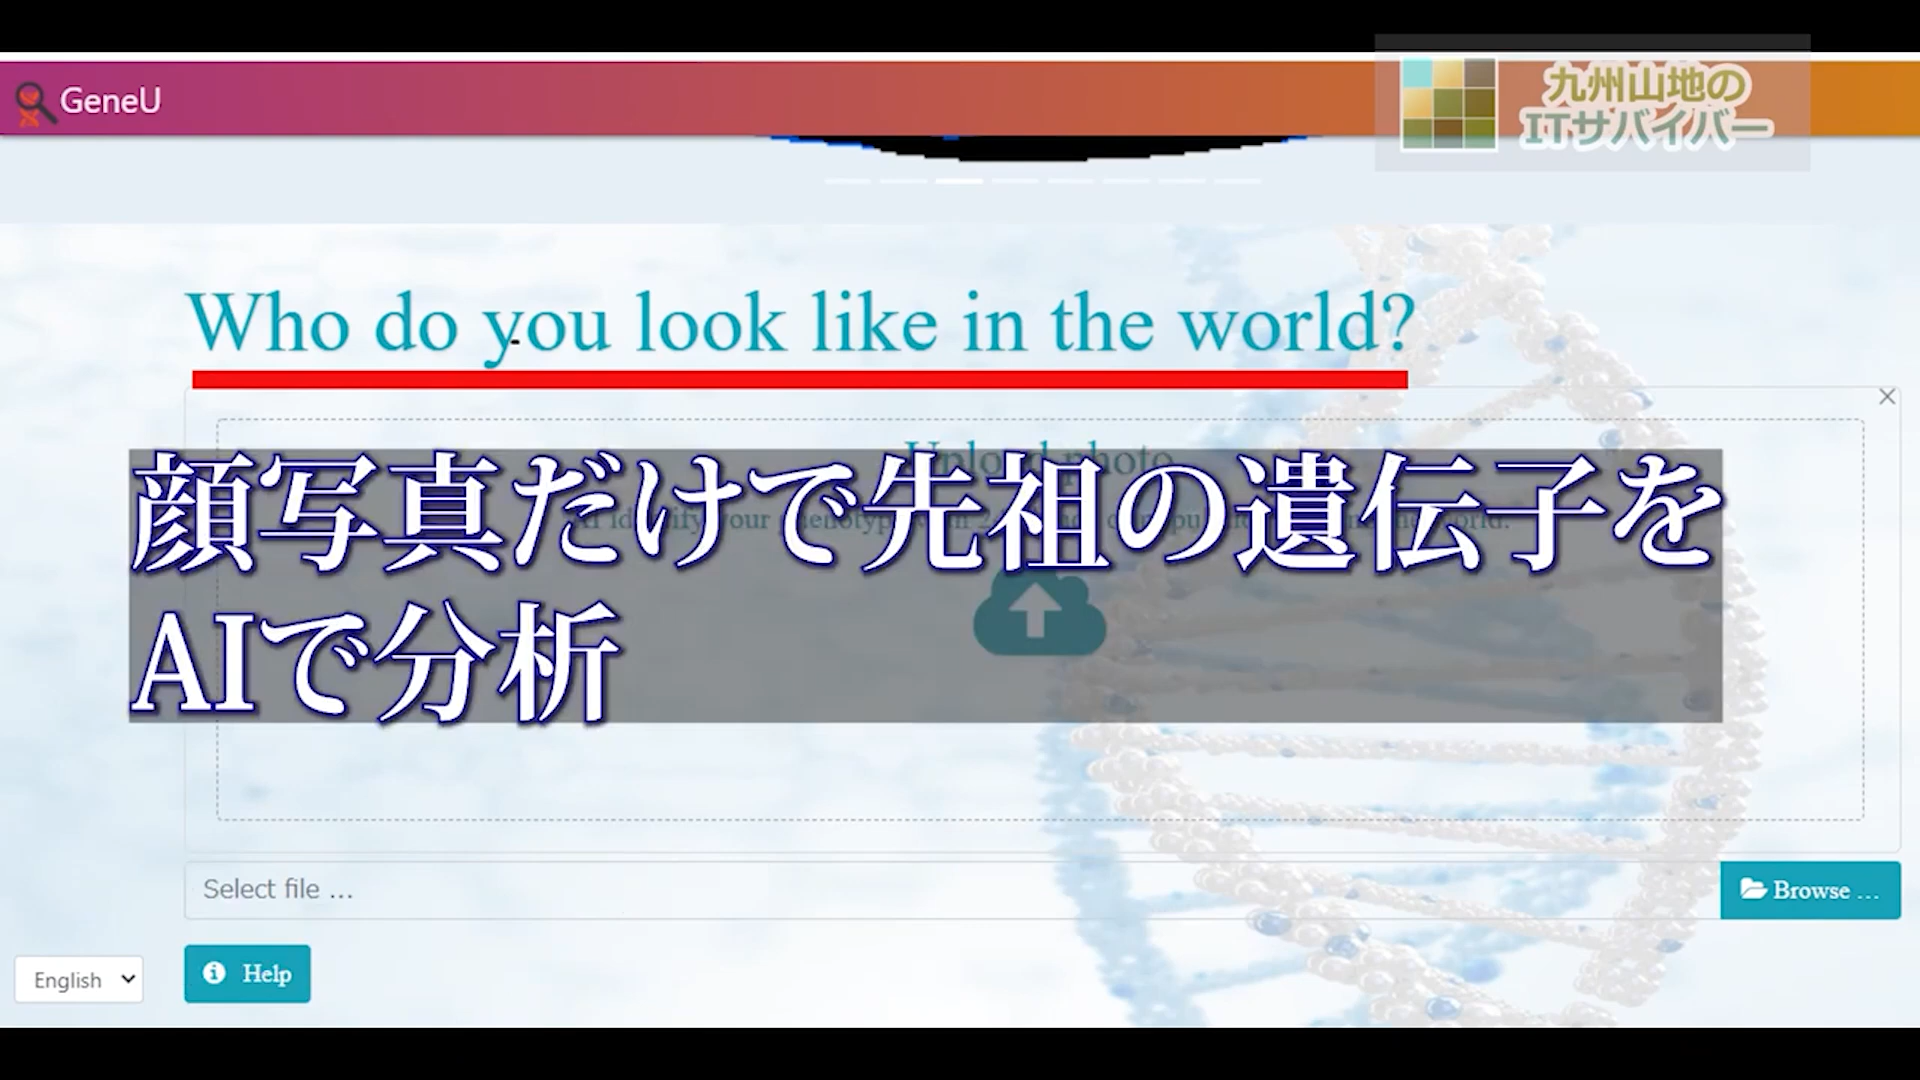 GeneU
九州山地の
ITサバイバー
Who do you look like in the world?
Upload photo
顔写真だけで先祖の遺伝子を
AIで分析
Select file ...
Browse ...
English
Help